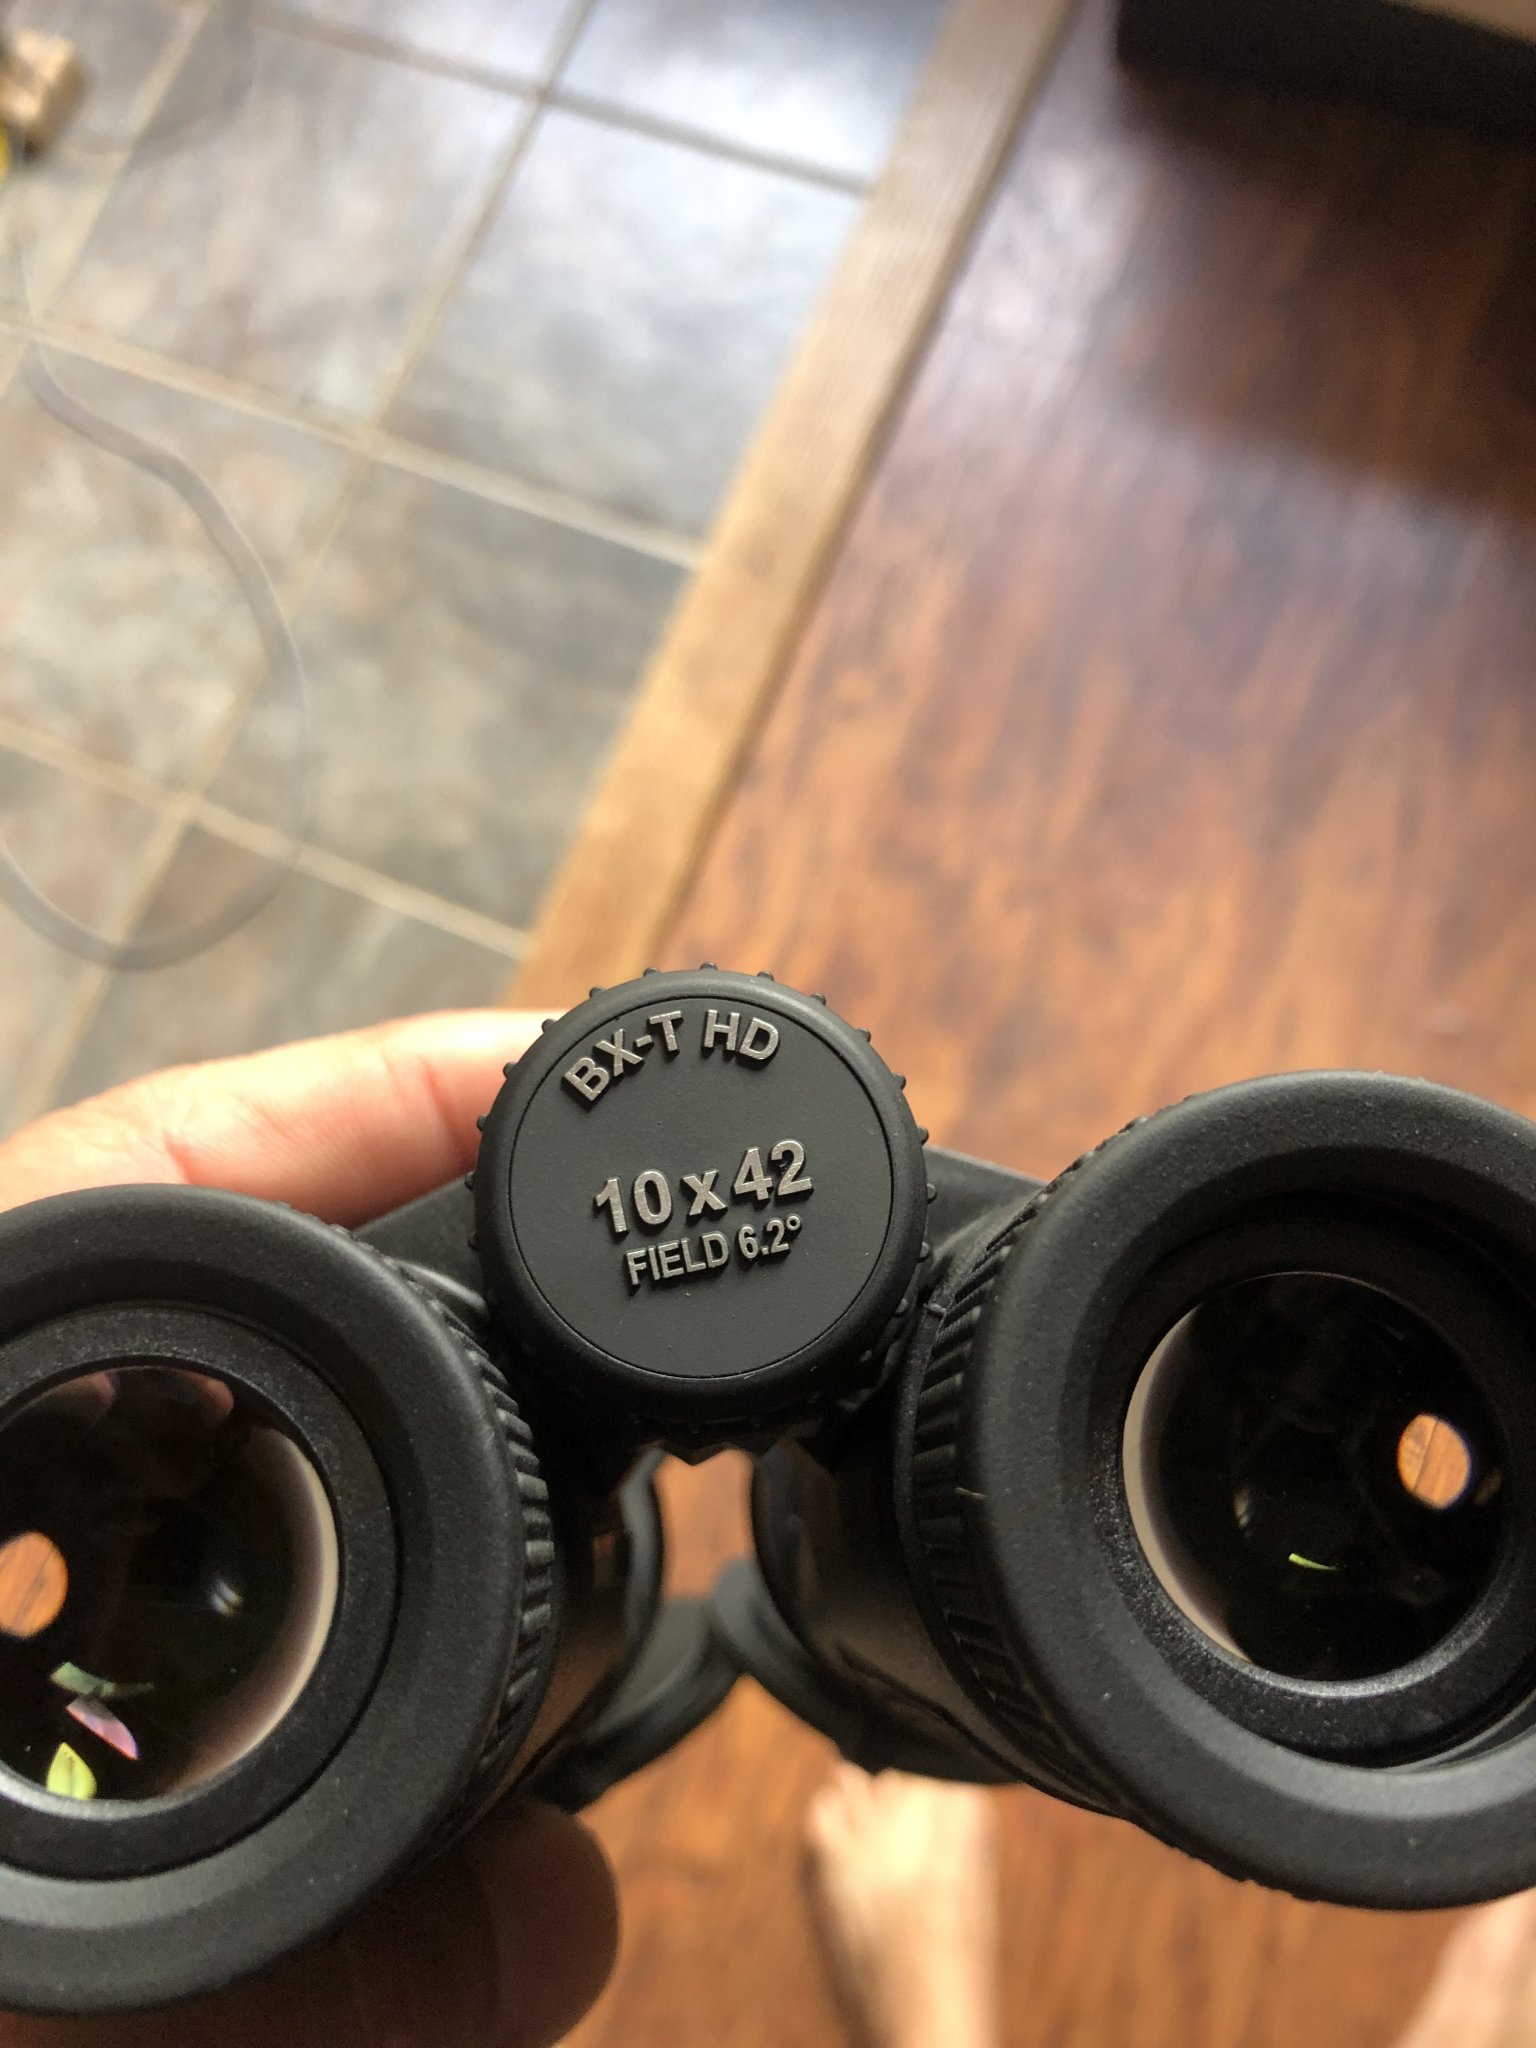 BX-T HD
10x42
FIELD 6.2°